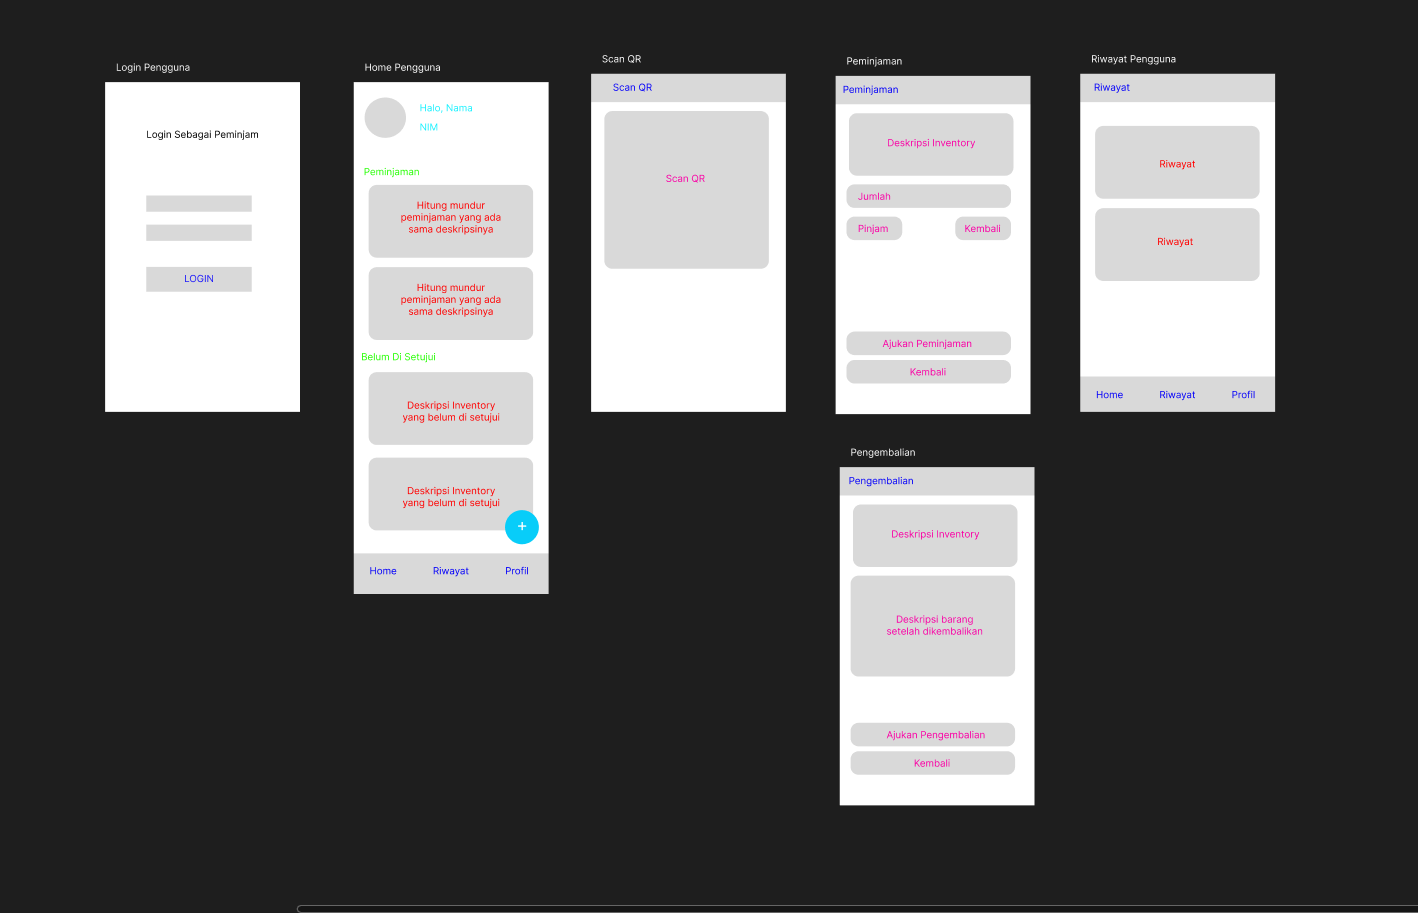 Login Pengguna
Login Sebagai Peminjam
LOGIN
Home Pengguna
Halo, Nama
NIM
Peminjaman
Hitung mundur
peminjaman yang ada
sama deskripsinya
Hitung mundur
peminjaman yang ada
sama deskripsinya
Belum Di Setujui
Deskripsi Inventory
yang belum di setujui
Deskripsi Inventory
yang belum di setujui
+
Home Riwayat Profil
Scan QR
Scan QR
Scan QR
Peminjaman
Peminjaman
Deskripsi Inventory
Jumlah
Pinjam Kembali
Ajukan Peminjaman
Kembali
Pengembalian
Pengembalian
Deskripsi Inventory
Deskripsi barang
setelah dikembalikan
Ajukan Pengembalian
Kembali
Riwayat Pengguna
Riwayat
Riwayat
Riwayat
Home Riwayat Profil